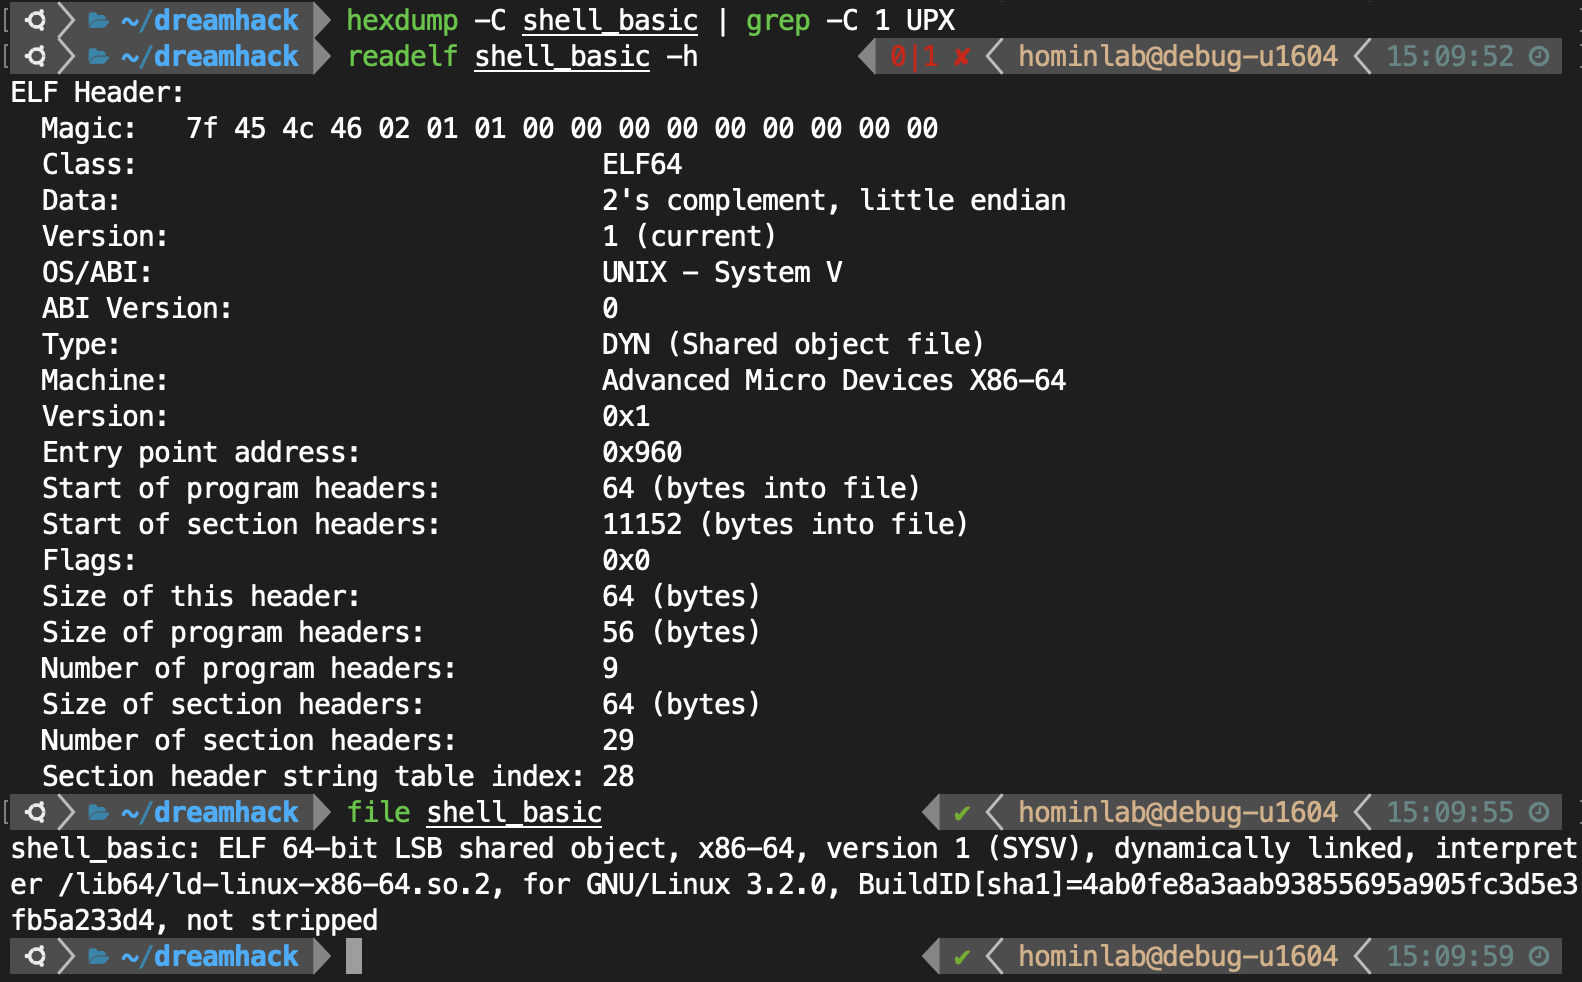 ~/dreamhack hexdump -C shell_basic | grep -C 1 UPX
~/dreamhack readelf shell_basic -h 0|1 ✘ hominlab@debug-u1604 15:09:52
ELF Header:
Magic: 7f 45 4c 46 02 01 01 00 00 00 00 00 00 00 00 00
Class: ELF64
Data: 2's complement, little endian
Version: 1 (current)
OS/ABI: UNIX - System V
ABI Version: 0
Type: DYN (Shared object file)
Machine: Advanced Micro Devices X86-64
Version: 0x1
Entry point address: 0x960
Start of program headers: 64 (bytes into file)
Start of section headers: 11152 (bytes into file)
Flags: 0x0
Size of this header: 64 (bytes)
Size of program headers: 56 (bytes)
Number of program headers: 9
Size of section headers: 64 (bytes)
Number of section headers: 29
Section header string table index: 28
~/dreamhack file shell_basic ✔ hominlab@debug-u1604 15:09:55
shell_basic: ELF 64-bit LSB shared object, x86-64, version 1 (SYSV), dynamically linked, interpret
er /lib64/ld-linux-x86-64.so.2, for GNU/Linux 3.2.0, BuildID[sha1]=4ab0fe8a3aab93855695a905fc3d5e3
fb5a233d4, not stripped
~/dreamhack ✔ hominlab@debug-u1604 15:09:59